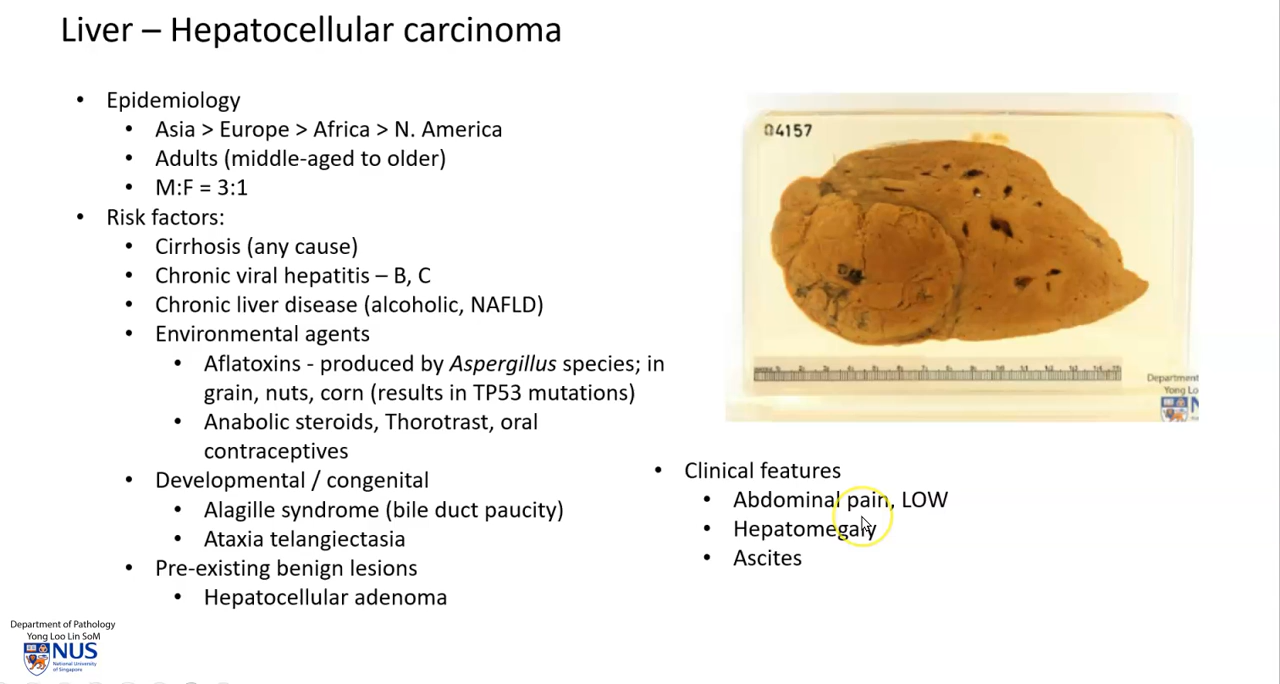 Liver – Hepatocellular carcinoma
• Epidemiology
• Asia > Europe > Africa > N. America
• Adults (middle-aged to older)
• M:F = 3:1
• Risk factors:
• Cirrhosis (any cause)
• Chronic viral hepatitis – B, C
• Chronic liver disease (alcoholic, NAFLD)
• Environmental agents
• Aflatoxins - produced by Aspergillus species; in
grain, nuts, corn (results in TP53 mutations)
• Anabolic steroids, Thorotrast, oral
contraceptives
• Developmental / congenital
• Alagille syndrome (bile duct paucity)
• Ataxia telangiectasia
• Pre-existing benign lesions
• Hepatocellular adenoma
04157
Department
Yong Lo
N
• Clinical features
• Abdominal pain, LOW
• Hepatomegaly
• Ascites
Department of Pathology
Yong Loo Lin SoM
NUS
National University
of Singapore